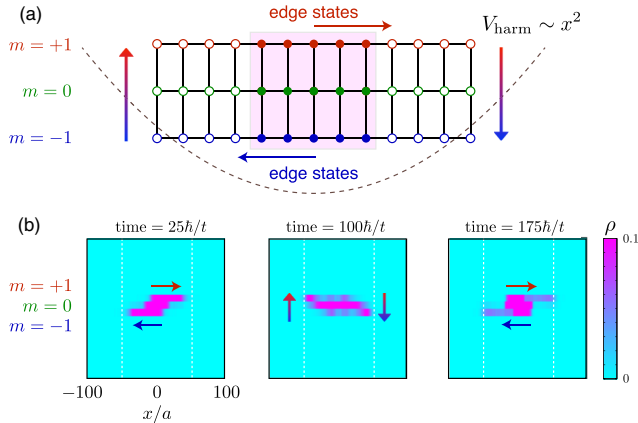 (a)
edge states
V_harm ∼ x²
m = +1
m = 0
m = −1
edge states
(b)
time = 25ℏ/t
time = 100ℏ/t
time = 175ℏ/t
ρ
0.1
m = +1
m = 0
m = −1
0
−100
0
100
x/a